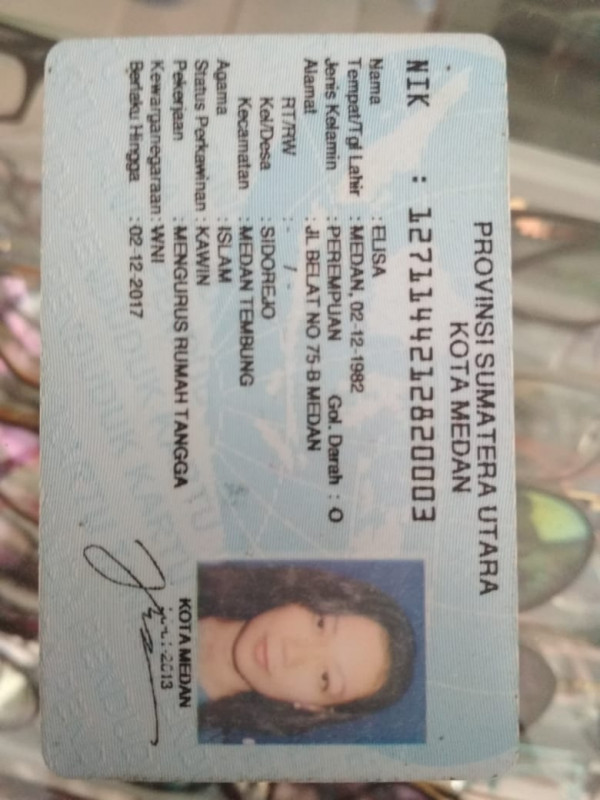 PROVINSI SUMATERA UTARA
KOTA MEDAN
NIK : 1271144212820003
Nama : ELISA
Tempat/Tgl Lahir : MEDAN, 02-12-1982
Jenis Kelamin : PEREMPUAN Gol. Darah : O
Alamat : JL BELAT NO 75-B MEDAN
RT/RW : - / -
Kel/Desa : SIDOREJO
Kecamatan : MEDAN TEMBUNG
Agama : ISLAM
Status Perkawinan : KAWIN
Pekerjaan : MENGURUS RUMAH TANGGA
Kewarganegaraan : WNI
Berlaku Hingga : 02-12-2017
KOTA MEDAN
2013